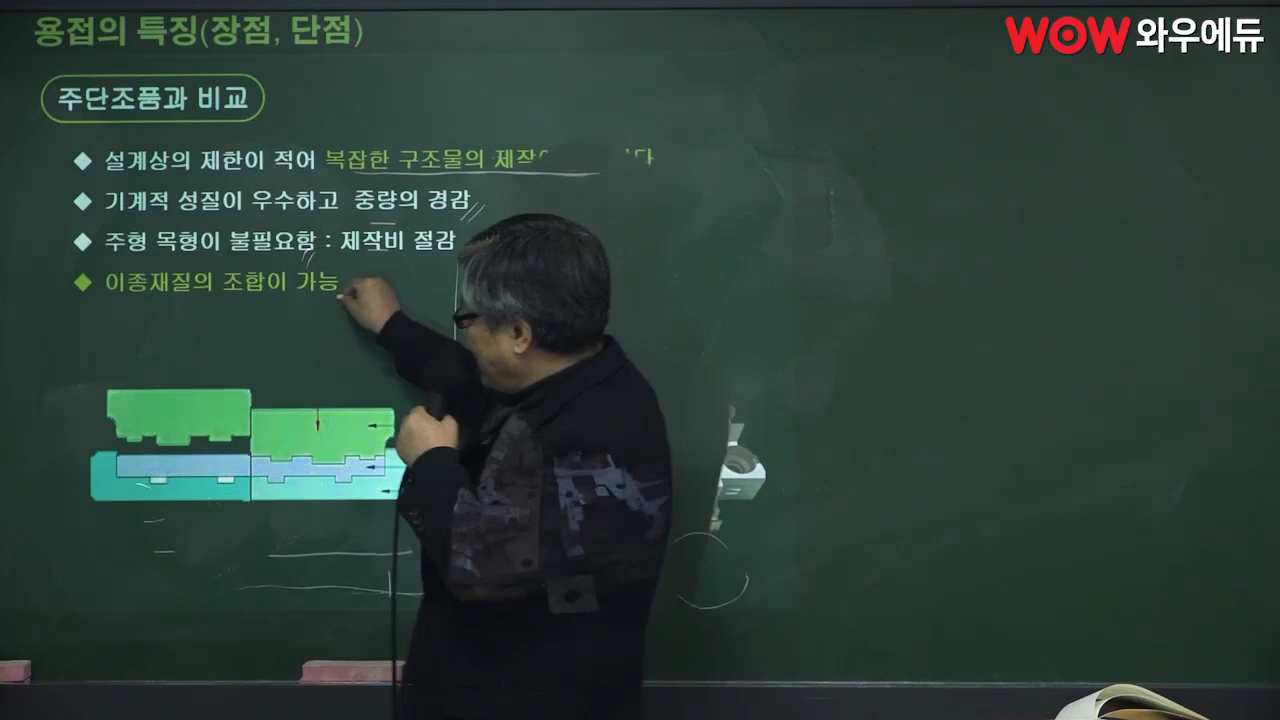 용접의 특징(장점, 단점)
WOW 와우에듀
주단조품과 비교
◆ 설계상의 제한이 적어 복잡한 구조물의 제작
◆ 기계적 성질이 우수하고 중량의 경감
◆ 주형 목형이 불필요함 : 제작비 절감
◆ 이종재질의 조합이 가능